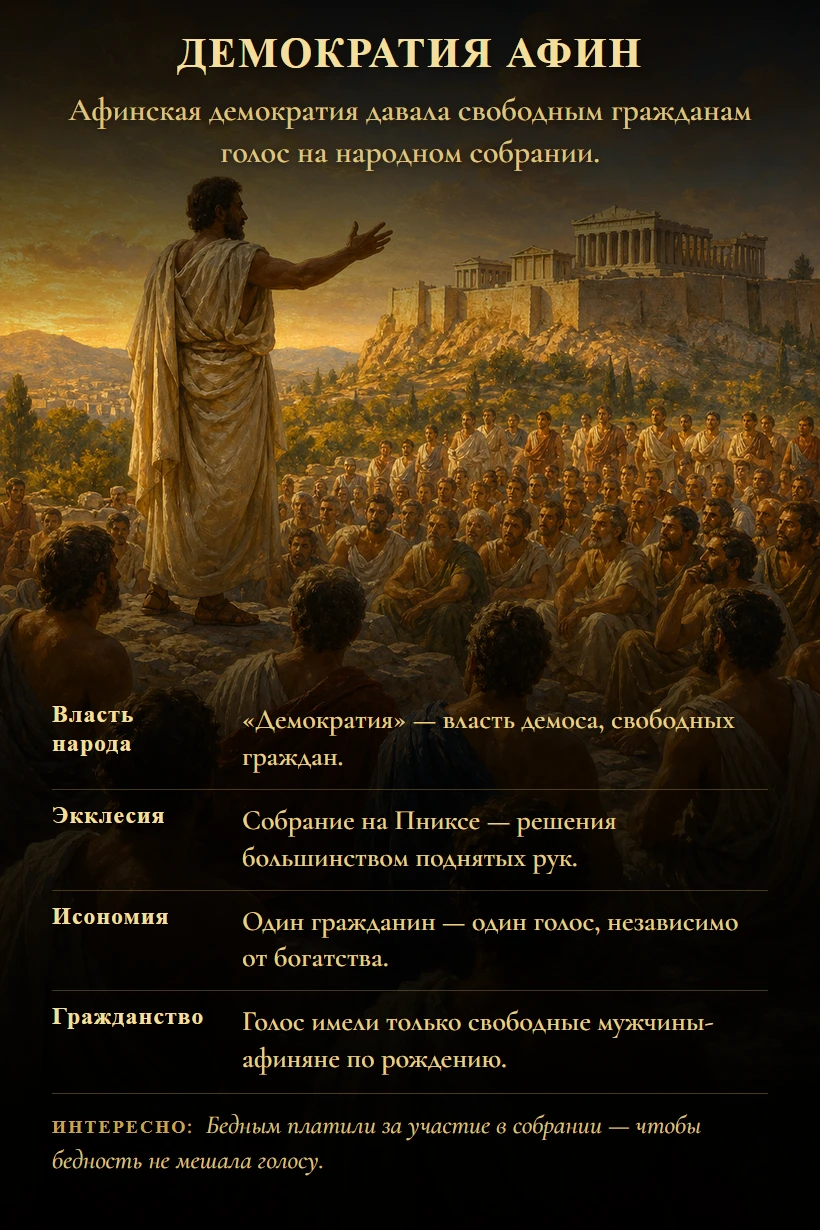 ДЕМОКРАТИЯ АФИН
Афинская демократия давала свободным гражданам
голос на народном собрании.
Власть
народа
«Демократия» — власть демоса, свободных
граждан.
Экклесия
Собрание на Пниксе — решения
большинством поднятых рук.
Исономия
Один гражданин — один голос, независимо
от богатства.
Гражданство
Голос имели только свободные мужчины-
афиняне по рождению.
ИНТЕРЕСНО: Бедным платили за участие в собрании — чтобы
бедность не мешала голосу.